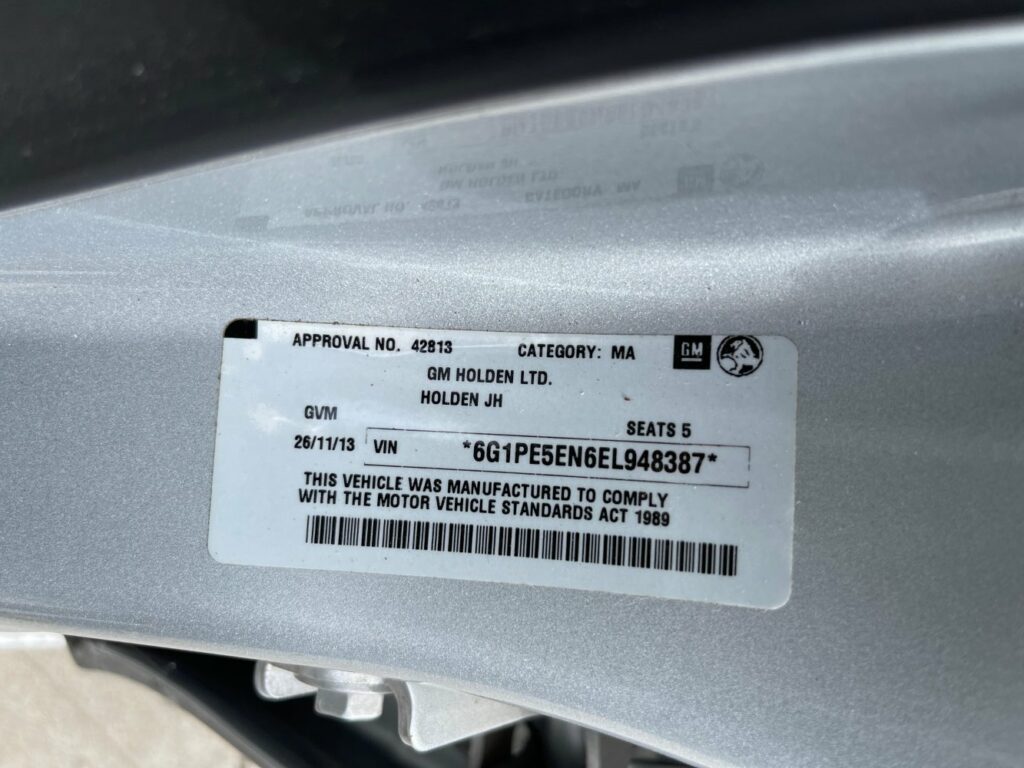 APPROVAL NO. 42813 CATEGORY: MA GM
GM HOLDEN LTD.
HOLDEN JH
GVM
SEATS 5
26/11/13 VIN *6G1PE5EN6EL948387*
THIS VEHICLE WAS MANUFACTURED TO COMPLY
WITH THE MOTOR VEHICLE STANDARDS ACT 1989